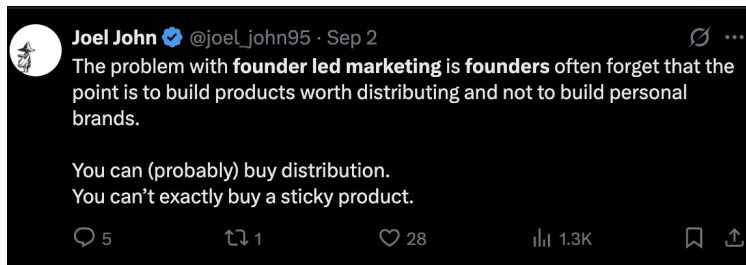 Joel John @joel_john95 · Sep 2
The problem with founder led marketing is founders often forget that the
point is to build products worth distributing and not to build personal
brands.
You can (probably) buy distribution.
You can’t exactly buy a sticky product.
5 1 28 1.3K